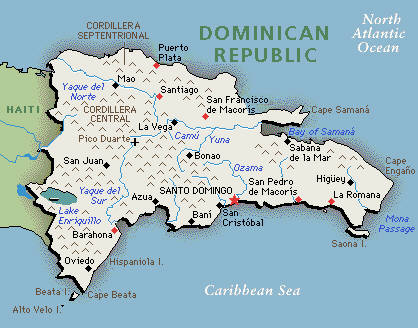 CORDILLERA
SEPTENTRIONAL
DOMINICAN
REPUBLIC
North
Atlantic
Ocean
Puerto
Plata
Mao
Yaque del
Norte
Santiago
San Francisco
de Macorís
Cape Samaná
HAITI
CORDILLERA
CENTRAL
La Vega
Camú
Yuna
Bay of Samaná
Pico Duarte
Sabana
de la Mar
Bonao
Cape
Engaño
San Juan
Ozama
Higüey
Yaque del
Sur
SANTO DOMINGO
San Pedro
de Macorís
La Romana
Lake
Enriquillo
Azua
Baní
San
Cristóbal
Mona
Passage
Barahona
Saona I.
Hispaniola I.
Oviedo
Beata I.
Cape Beata
Caribbean Sea
Alto Velo I.